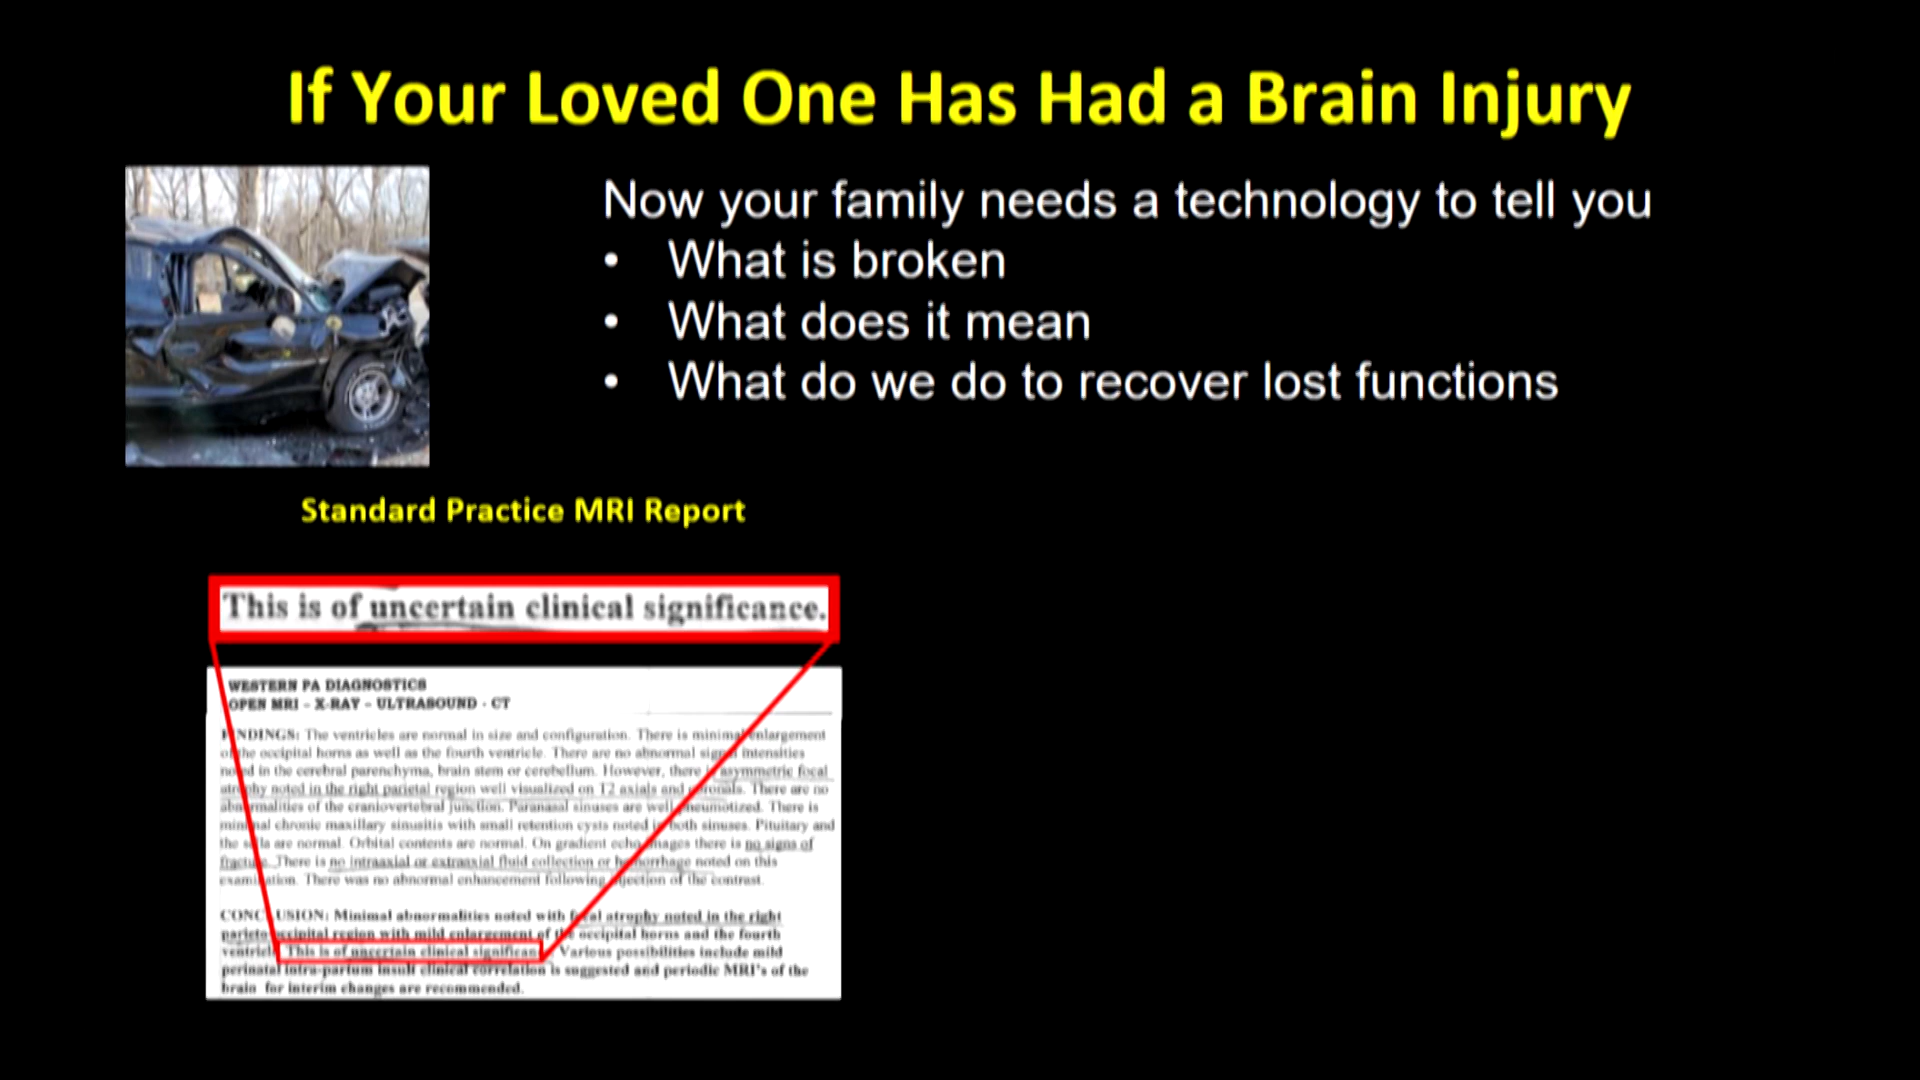 If Your Loved One Has Had a Brain Injury
Now your family needs a technology to tell you
• What is broken
• What does it mean
• What do we do to recover lost functions
Standard Practice MRI Report
This is of uncertain clinical significance.
WESTERN PA DIAGNOSTICS
OPEN MRI - X-RAY - ULTRASOUND - CT
FINDINGS: The ventricles are normal in size and configuration. There is minimal enlargement
of the occipital horns as well as the fourth ventricle. There are no abnormal signal intensities
noted in the cerebral parenchyma, brain stem or cerebellum. However, there is asymmetric focal
atrophy noted in the right parietal region well visualized on T2 axials and coronals. There are no
abnormalities of the craniovertebral junction. Paranasal sinuses are well pneumotized. There is
minimal chronic maxillary sinusitis with small retention cysts noted in both sinuses. Pituitary and
the sella are normal. Orbital contents are normal. On gradient echo images there is no signs of
fracture. There is no intraaxial or extraaxial fluid collection or hemorrhage noted on this
examination. There was no abnormal enhancement following injection of the contrast.
CONCLUSION: Minimal abnormalities noted with focal atrophy noted in the right
parieto-occipital region with mild enlargement of the occipital horns and the fourth
ventricle. This is of uncertain clinical significance. Various possibilities include mild
perinatal intra-partum insult clinical correlation is suggested and periodic MRI's of the
brain for interim changes are recommended.